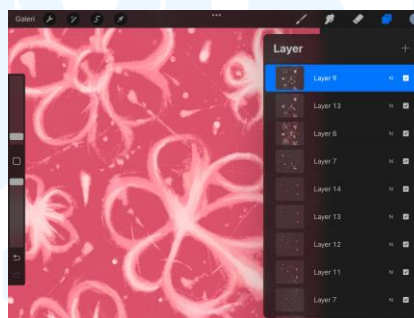 Galeri
Layer
Layer 9 N
Layer 13 N
Layer 8 N
Layer 7 N
Layer 14 N
Layer 13 N
Layer 12 N
Layer 11 N
Layer 7 N